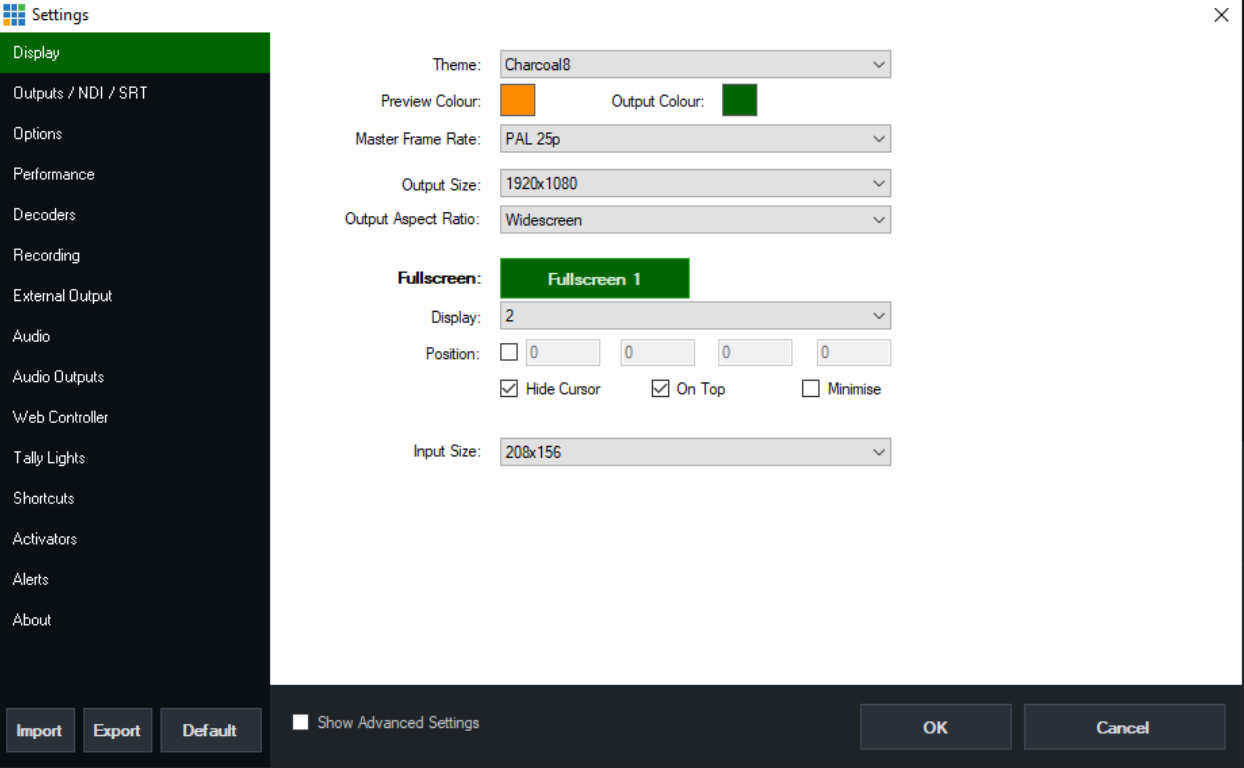 Settings
Display
Outputs / NDI / SRT
Options
Performance
Decoders
Recording
External Output
Audio
Audio Outputs
Web Controller
Tally Lights
Shortcuts
Activators
Alerts
About
Import Export Default
Theme: Charcoal8
Preview Colour: Output Colour:
Master Frame Rate: PAL 25p
Output Size: 1920x1080
Output Aspect Ratio: Widescreen
Fullscreen: Fullscreen 1
Display: 2
Position: 0 0 0 0
Hide Cursor On Top Minimise
Input Size: 208x156
Show Advanced Settings OK Cancel